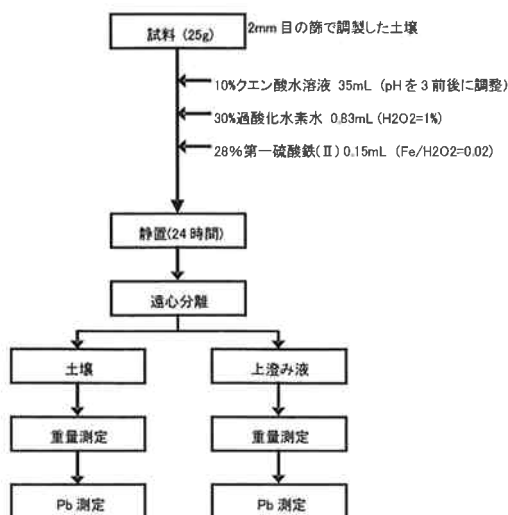 試料 (25g)
2mm 目の篩で調製した土壌
10%クエン酸水溶液 35mL (pHを3前後に調整)
30%過酸化水素水 0.83mL (H2O2=1%)
28%第一硫酸鉄(Ⅱ) 0.15mL (Fe/H2O2=0.02)
静置(24時間)
遠心分離
土壌
上澄み液
重量測定
重量測定
Pb 測定
Pb 測定